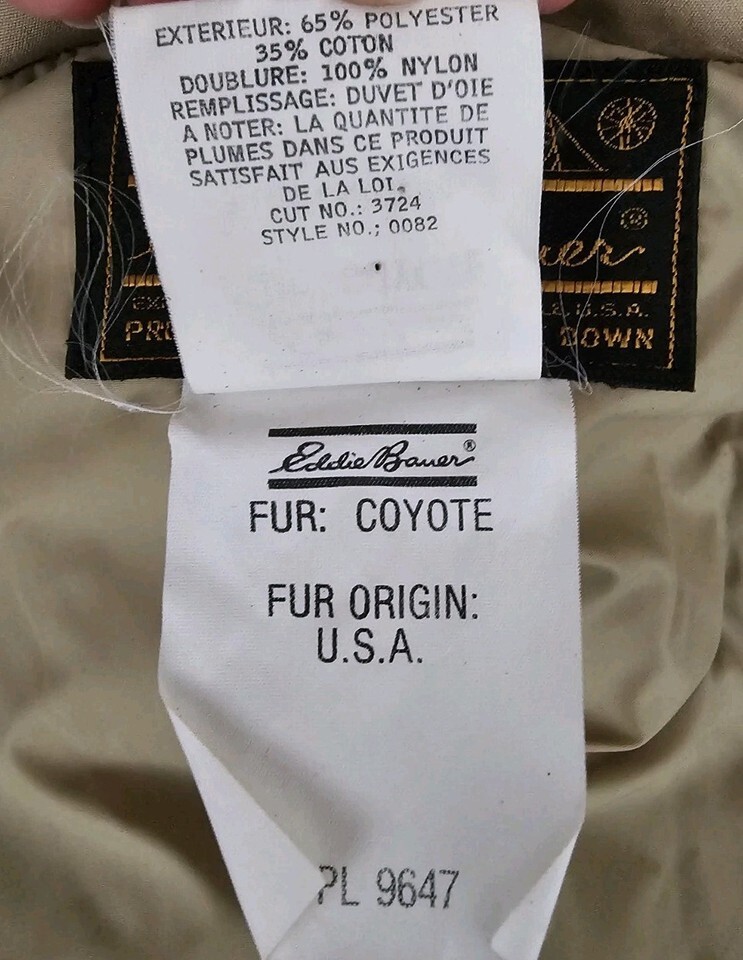 EXTERIEUR: 65% POLYESTER
35% COTON
DOUBLURE: 100% NYLON
REMPLISSAGE: DUVET D'OIE
A NOTER: LA QUANTITE DE
PLUMES DANS CE PRODUIT
SATISFAIT AUS EXIGENCES
DE LA LOI.
CUT NO.: 3724
STYLE NO.; 0082
U.S.A.
DOWN
Eddie Bauer®
FUR: COYOTE
FUR ORIGIN:
U.S.A.
PL 9647